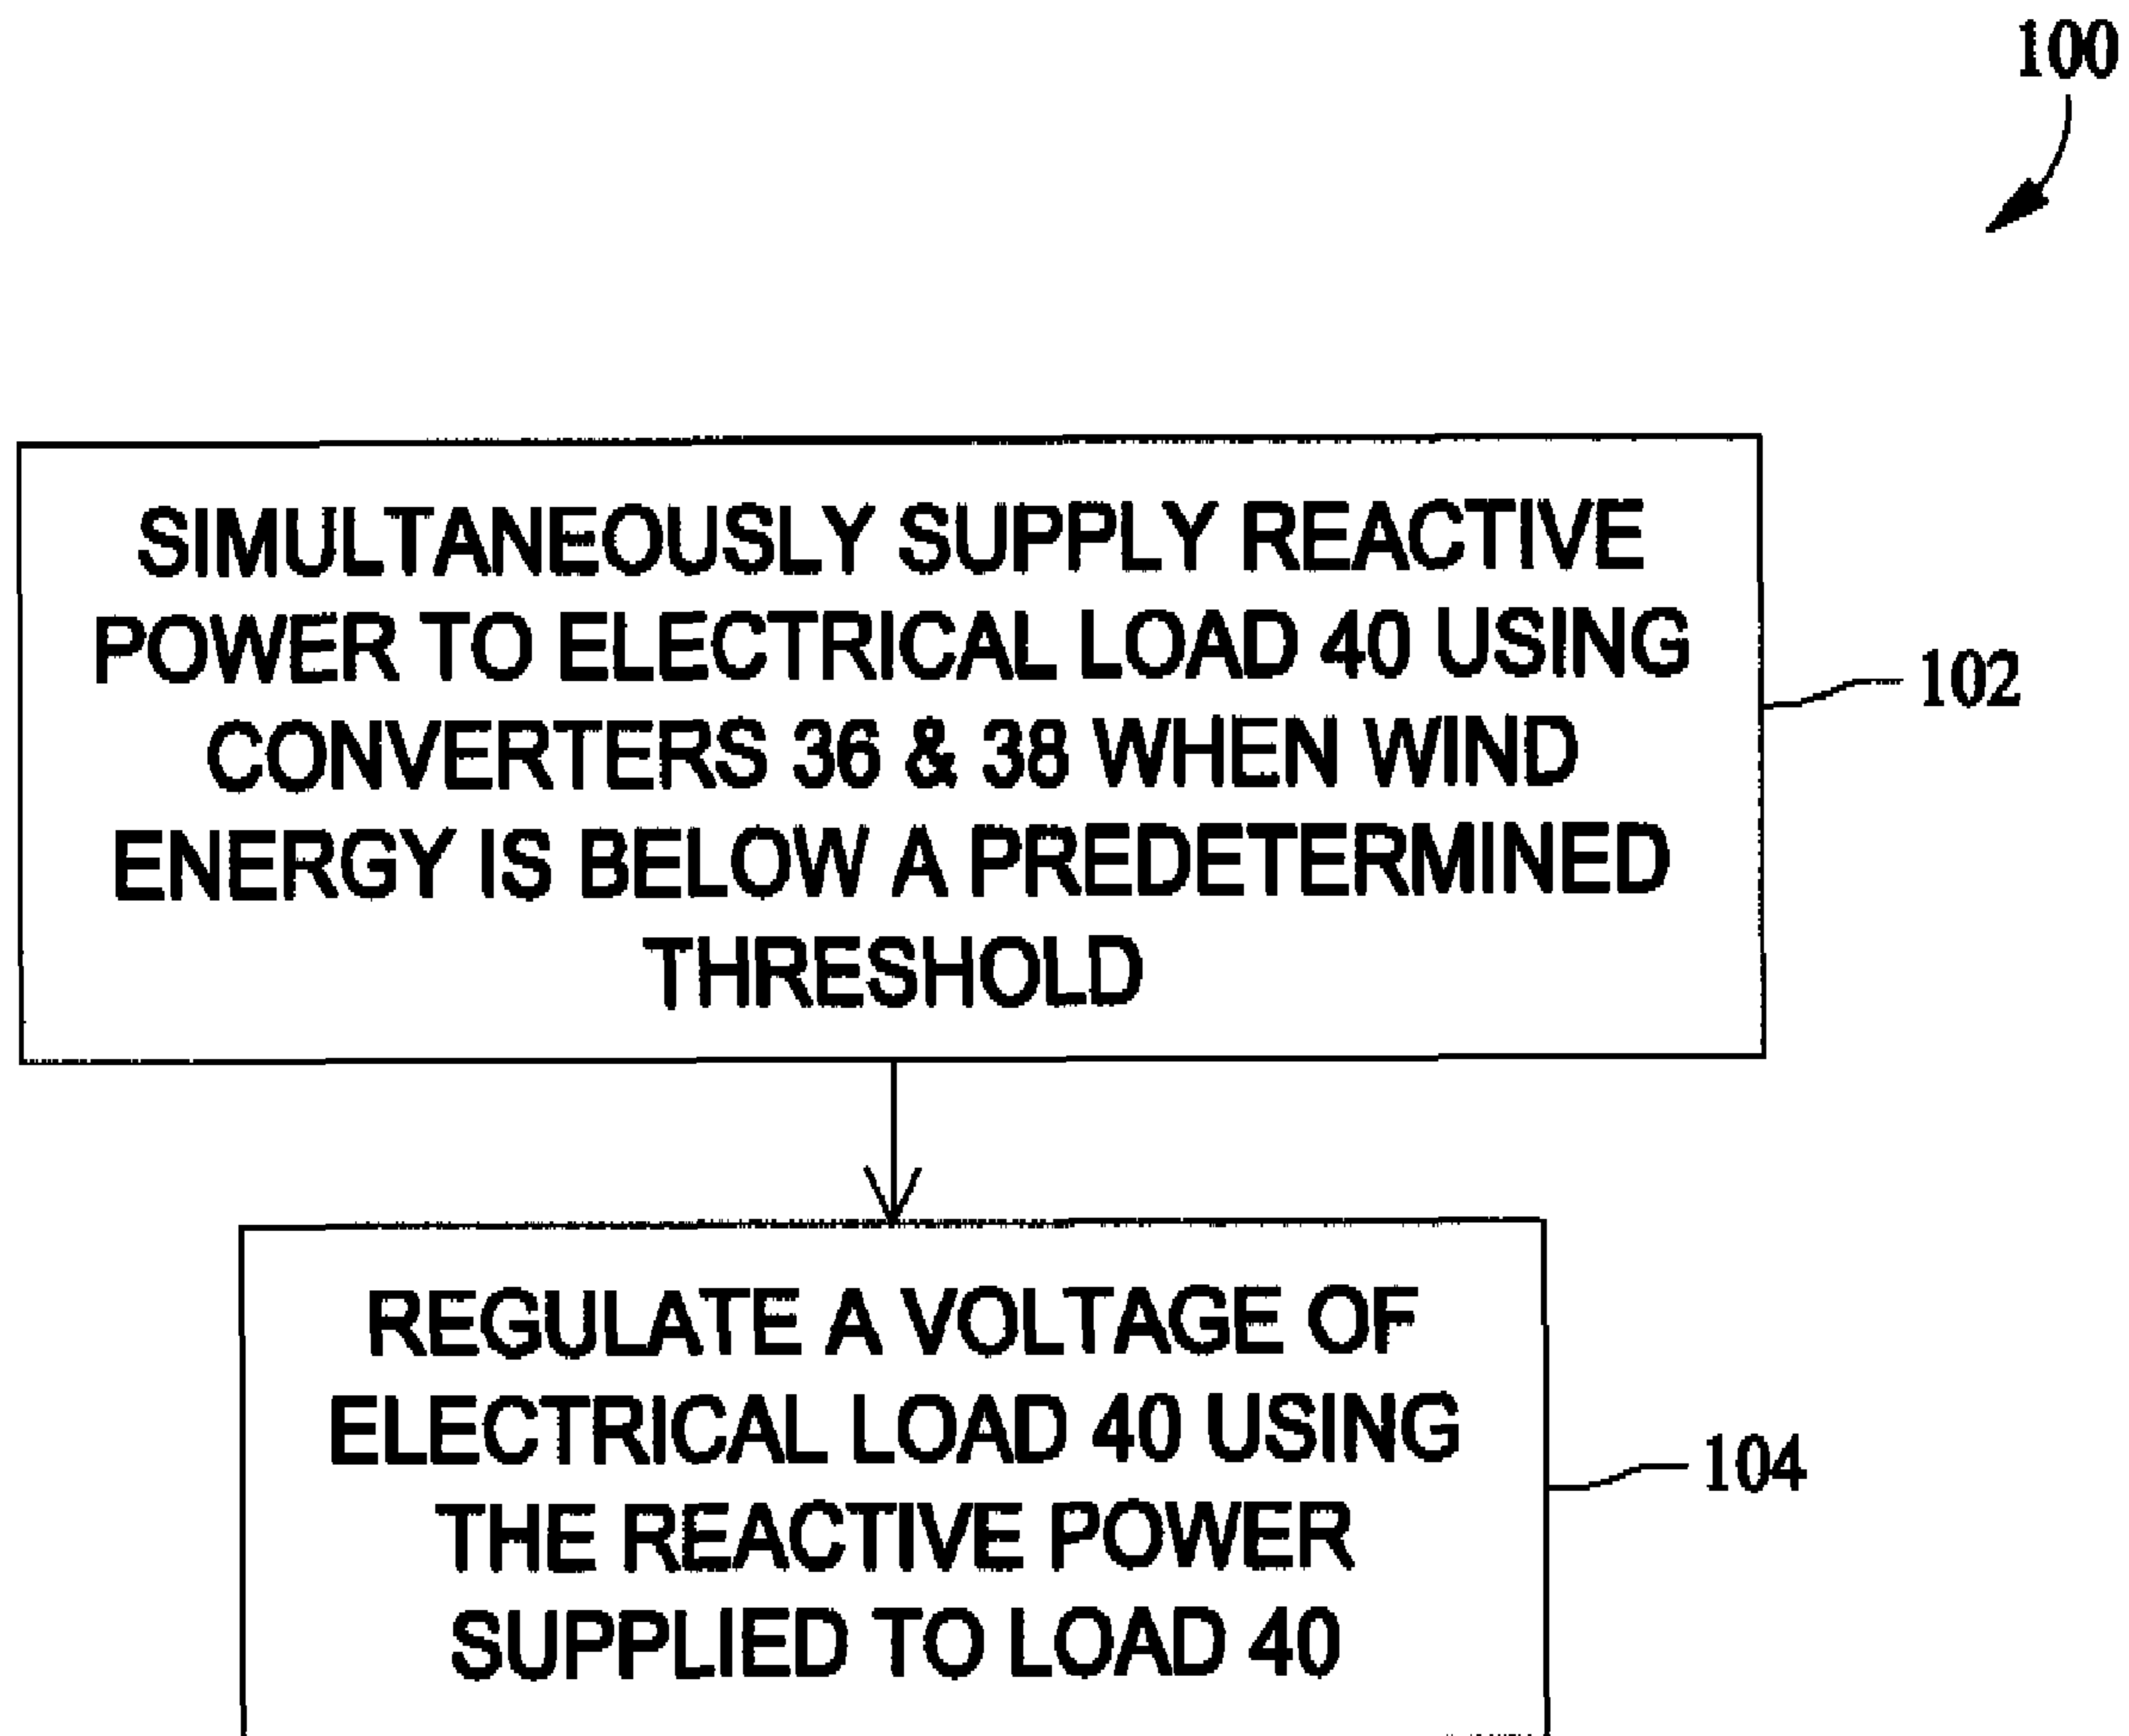 100
SIMULTANEOUSLY SUPPLY REACTIVE
POWER TO ELECTRICAL LOAD 40 USING
CONVERTERS 36 & 38 WHEN WIND
ENERGY IS BELOW A PREDETERMINED
THRESHOLD
102
REGULATE A VOLTAGE OF
ELECTRICAL LOAD 40 USING
THE REACTIVE POWER
SUPPLIED TO LOAD 40
104